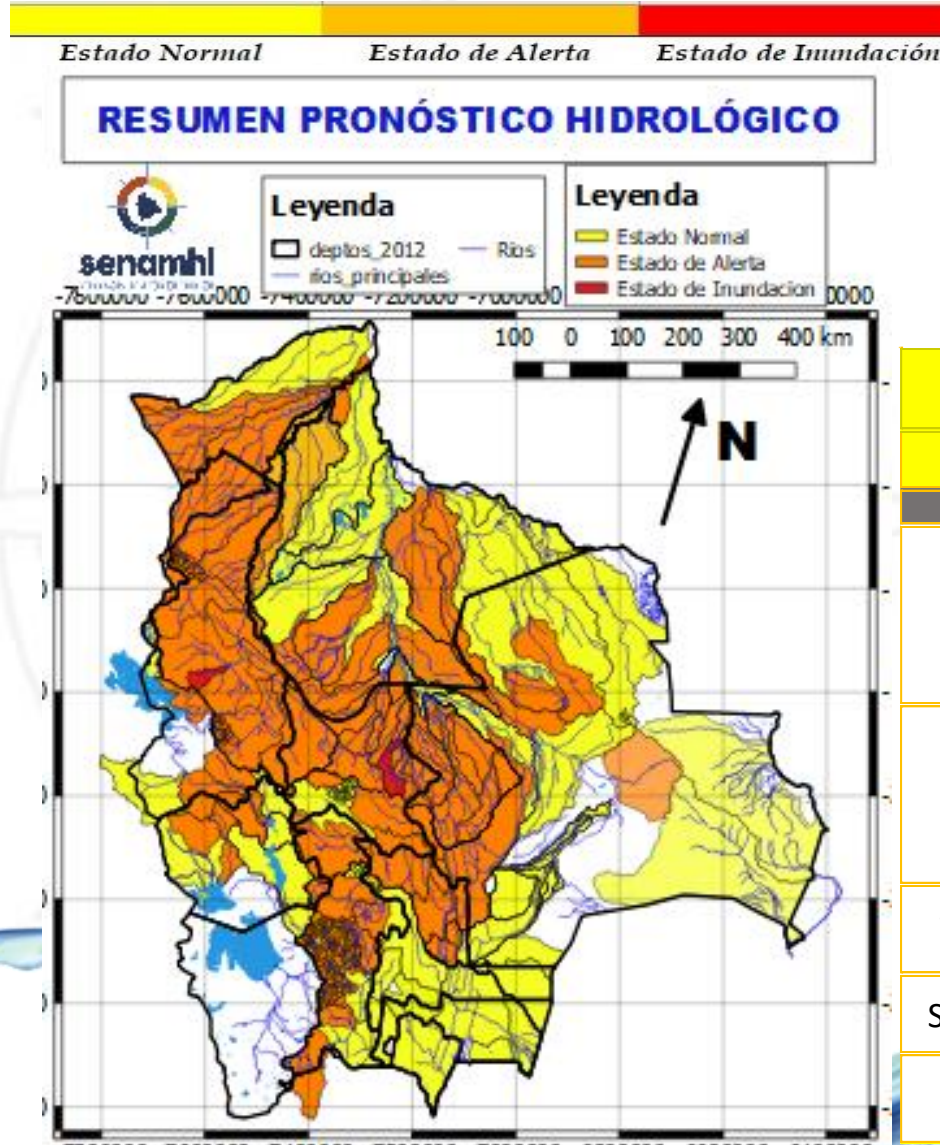 Estado Normal Estado de Alerta Estado de Inundación
RESUMEN PRONÓSTICO HIDROLÓGICO
senamhi
Leyenda
deptos_2012 Rios
rios_principales
Leyenda
Estado Normal
Estado de Alerta
Estado de Inundacion
-7800000 -7600000 -7400000 -7200000 -7000000
100 0 100 200 300 400 km
N
S